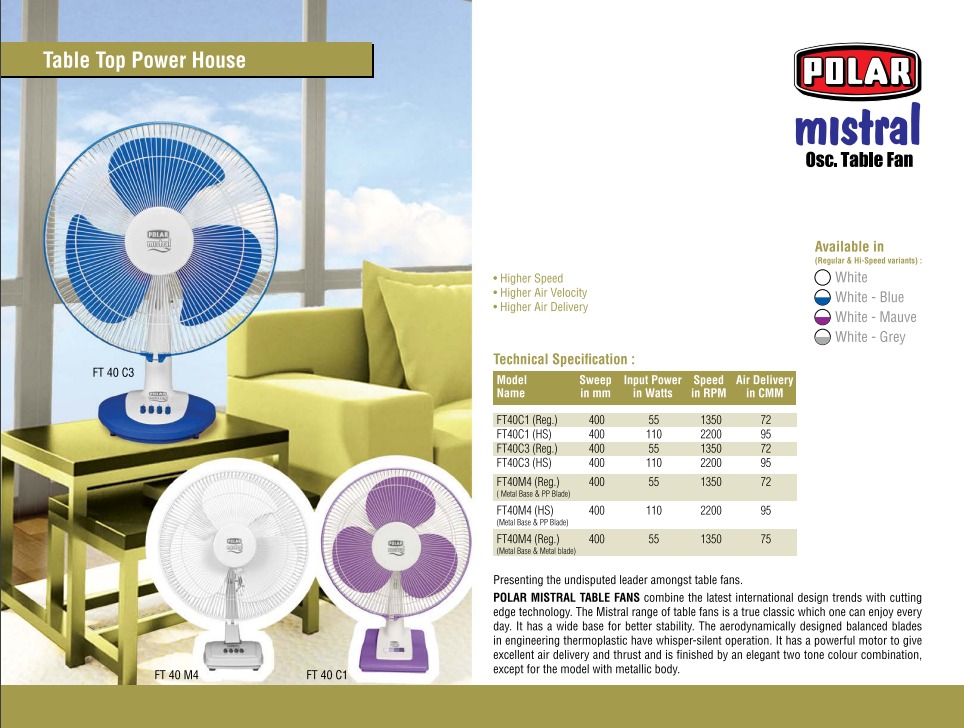 Table Top Power House
POLAR
mistral
FT 40 C3
POLAR
POLAR
mistral
POLAR
mistral
FT 40 M4
FT 40 C1
POLAR
mistral
Osc. Table Fan
Available in
(Regular & Hi-Speed variants) :
White
White - Blue
White - Mauve
White - Grey
• Higher Speed
• Higher Air Velocity
• Higher Air Delivery
Technical Specification :
Model Sweep Input Power Speed Air Delivery
Name in mm in Watts in RPM in CMM
FT40C1 (Reg.) 400 55 1350 72
FT40C1 (HS) 400 110 2200 95
FT40C3 (Reg.) 400 55 1350 72
FT40C3 (HS) 400 110 2200 95
FT40M4 (Reg.) 400 55 1350 72
( Metal Base & PP Blade)
FT40M4 (HS) 400 110 2200 95
(Metal Base & PP Blade)
FT40M4 (Reg.) 400 55 1350 75
(Metal Base & Metal blade)
Presenting the undisputed leader amongst table fans.
POLAR MISTRAL TABLE FANS combine the latest international design trends with cutting
edge technology. The Mistral range of table fans is a true classic which one can enjoy every
day. It has a wide base for better stability. The aerodynamically designed balanced blades
in engineering thermoplastic have whisper-silent operation. It has a powerful motor to give
excellent air delivery and thrust and is finished by an elegant two tone colour combination,
except for the model with metallic body.